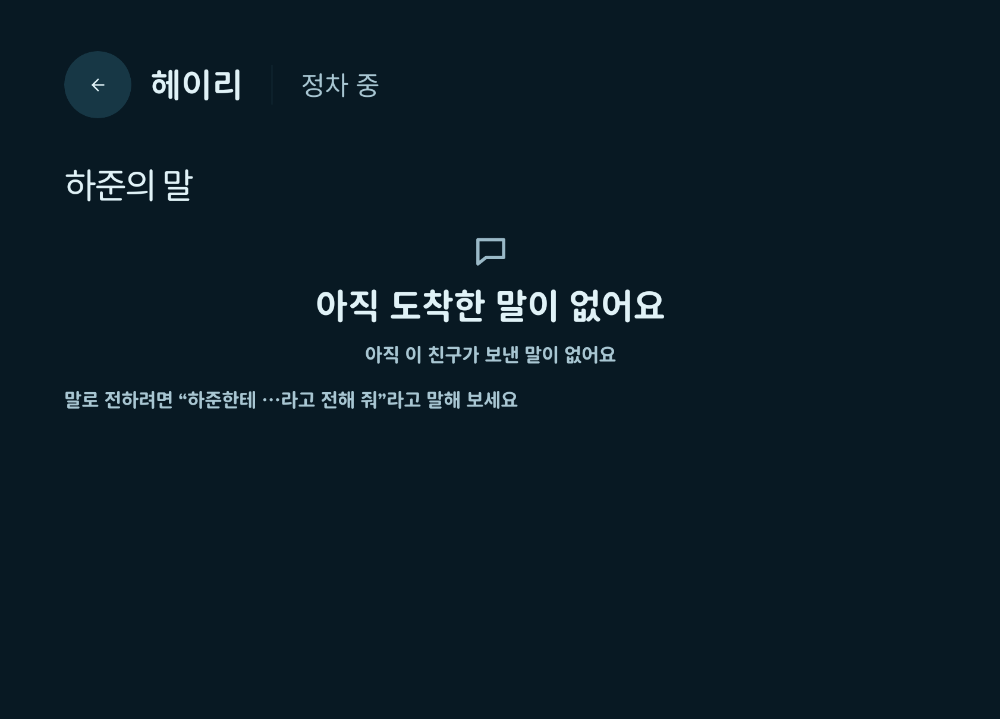 헤이리
정차 중
하준의 말
아직 도착한 말이 없어요
아직 이 친구가 보낸 말이 없어요
말로 전하려면 “하준한테 …라고 전해 줘”라고 말해 보세요